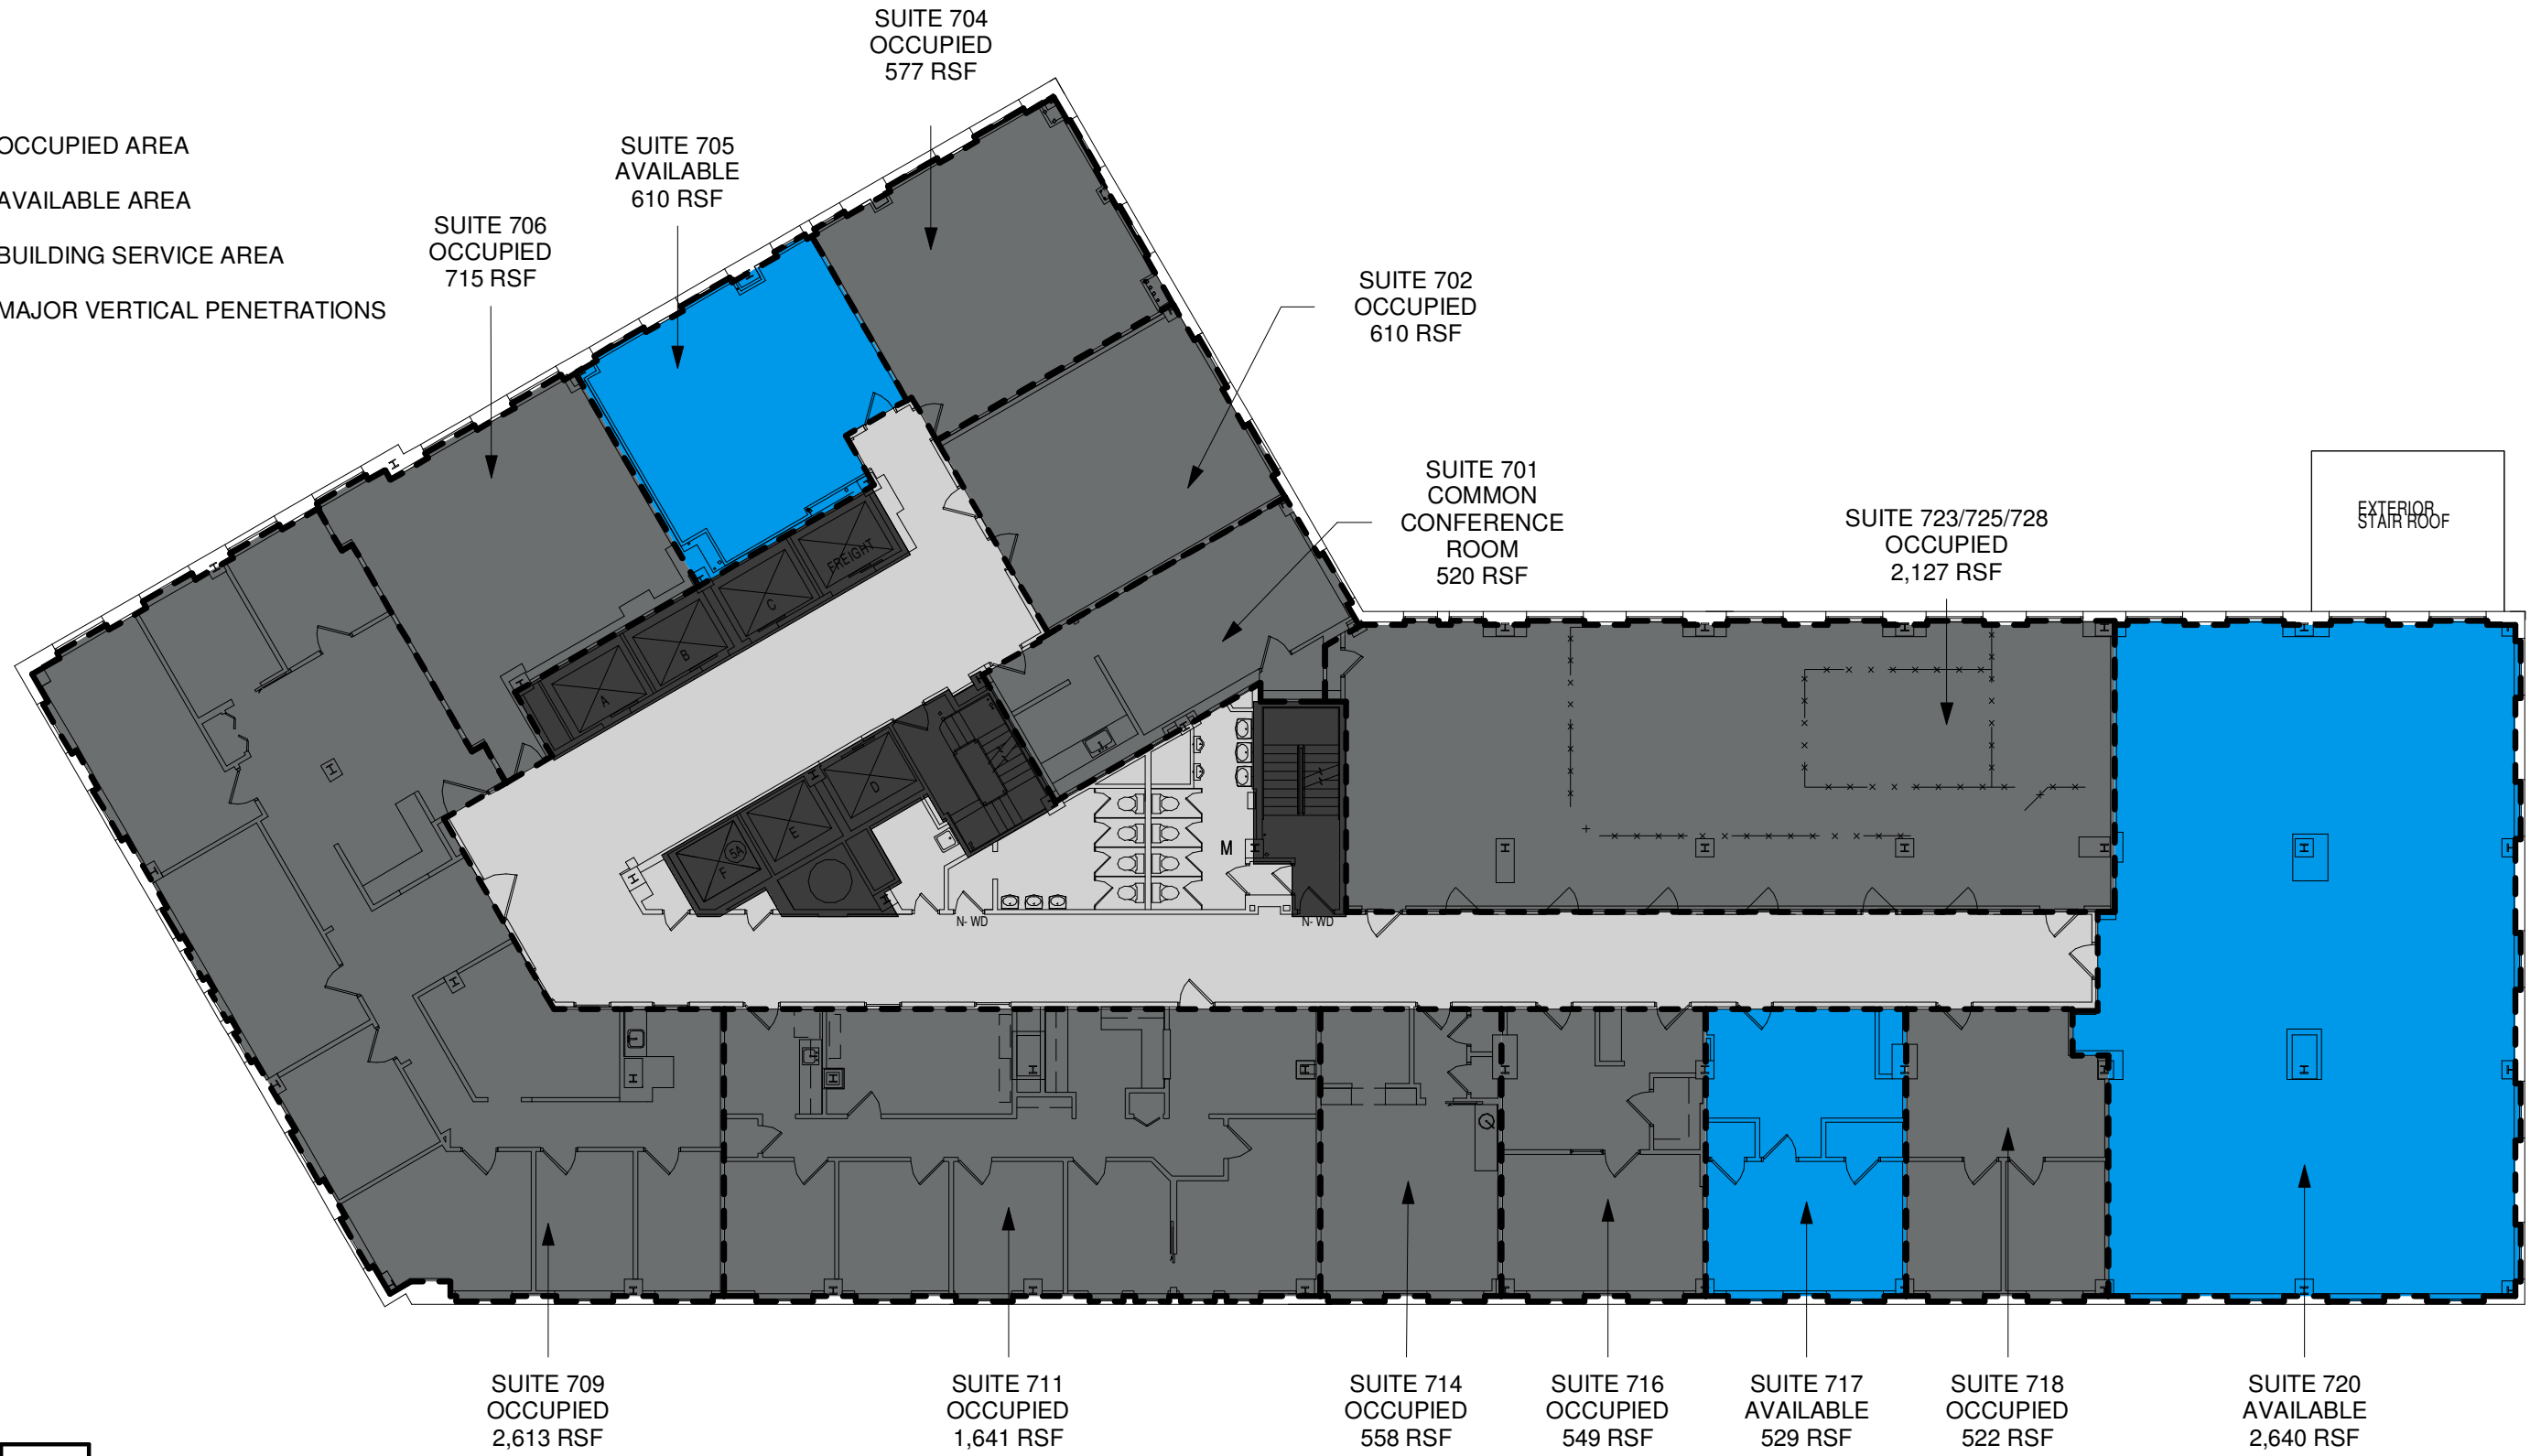 SUITE 704
OCCUPIED
577 RSF
OCCUPIED AREA
AVAILABLE AREA
BUILDING SERVICE AREA
MAJOR VERTICAL PENETRATIONS
SUITE 705
AVAILABLE
610 RSF
SUITE 706
OCCUPIED
715 RSF
SUITE 702
OCCUPIED
610 RSF
SUITE 701
COMMON
CONFERENCE
ROOM
520 RSF
SUITE 723/725/728
OCCUPIED
2,127 RSF
EXTERIOR
STAIR ROOF
FREIGHT
C
B
A
D
E
F
5A
M
N- WD
N- WD
SUITE 709
OCCUPIED
2,613 RSF
SUITE 711
OCCUPIED
1,641 RSF
SUITE 714
OCCUPIED
558 RSF
SUITE 716
OCCUPIED
549 RSF
SUITE 717
AVAILABLE
529 RSF
SUITE 718
OCCUPIED
522 RSF
SUITE 720
AVAILABLE
2,640 RSF